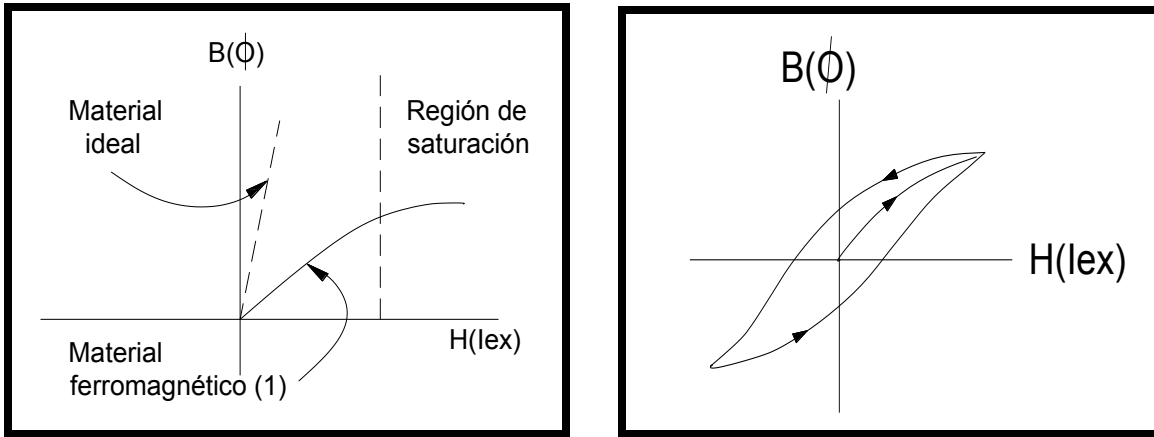 B(Ø)
Material
ideal
Región de
saturación
H(Iex)
Material
ferromagnético (1)
B(Ø)
H(Iex)